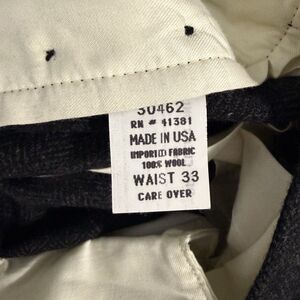 30462
RN # 41381
MADE IN USA
IMPORTED FABRIC
100% WOOL
WAIST 33
CARE OVER